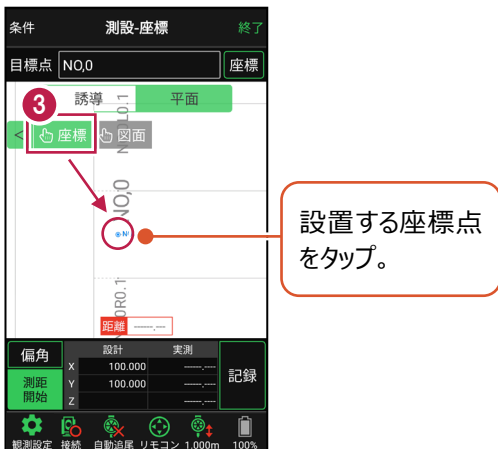 条件 測設-座標 終了
目標点 NO,0 座標
誘導 平面
3
< 座標 図面
NO,0
設置する座標点
をタップ。
距離 -----.---
偏角 設計 実測
X 100.000 -----.---
測距開始 Y 100.000 -----.--- 記録
Z -----.---
観測設定 接続 自動追尾 リモコン 1.000m 100%